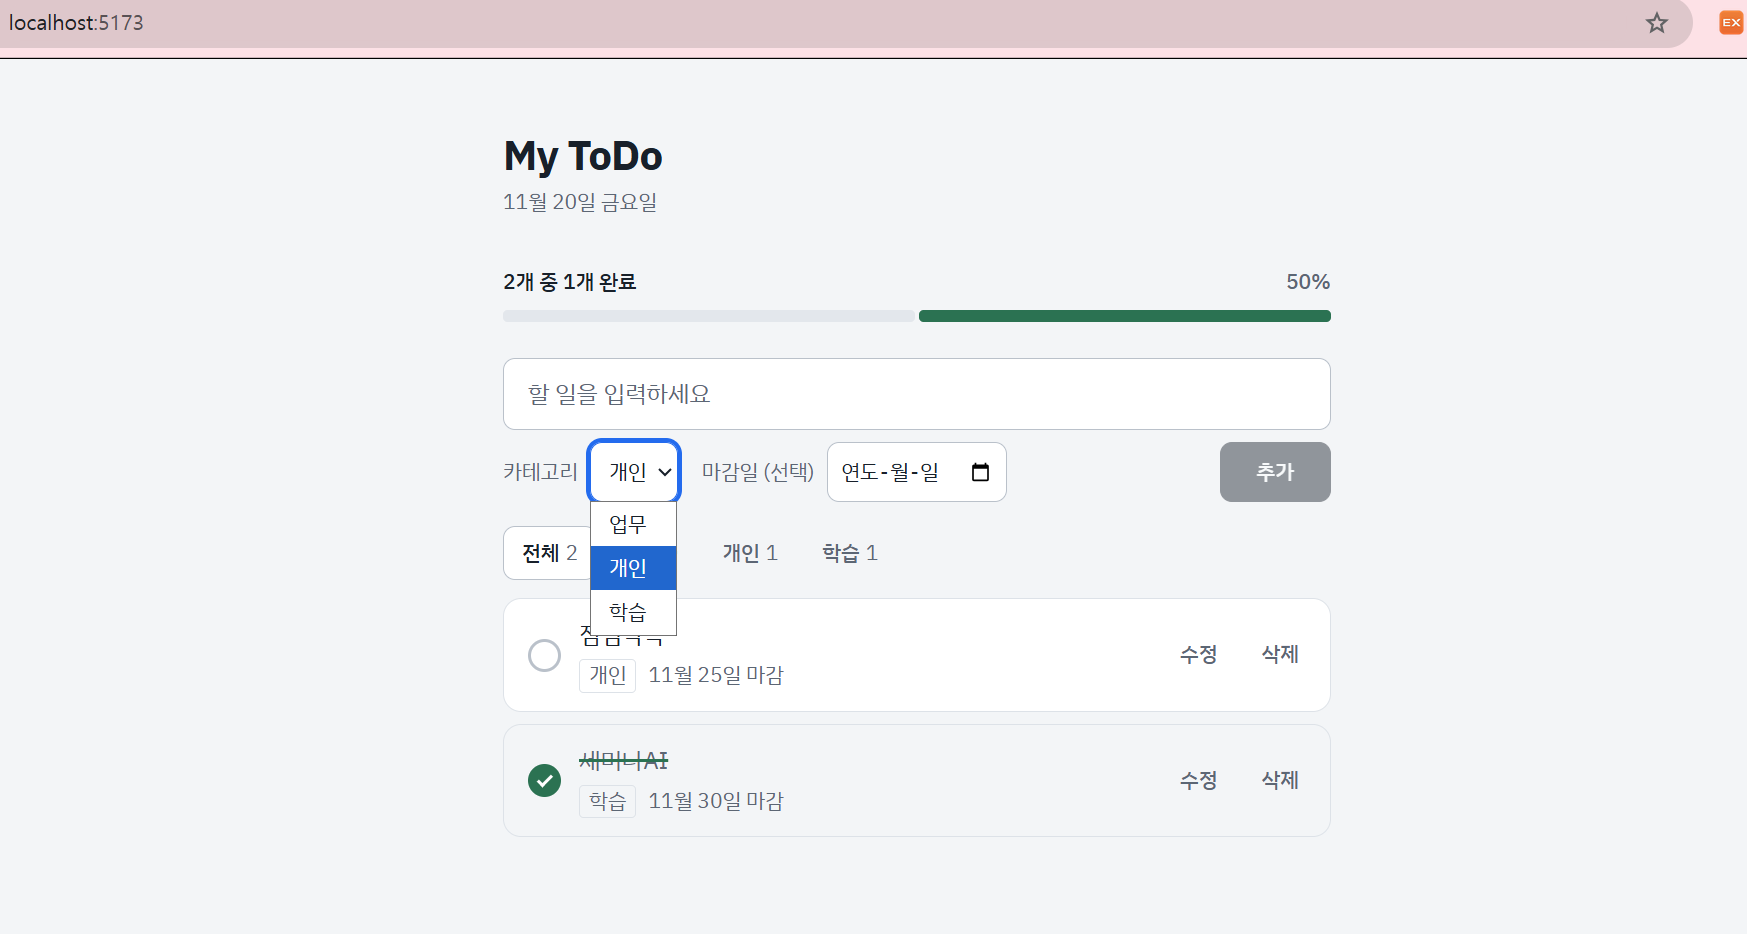 localhost:5173
EX
My ToDo
11월 20일 금요일
2개 중 1개 완료 50%
할 일을 입력하세요
카테고리 개인 마감일 (선택) 연도-월-일 추가
업무
전체 2 개인 1 학습 1
개인
학습
수정 삭제
개인 11월 25일 마감
세미나AI
수정 삭제
학습 11월 30일 마감